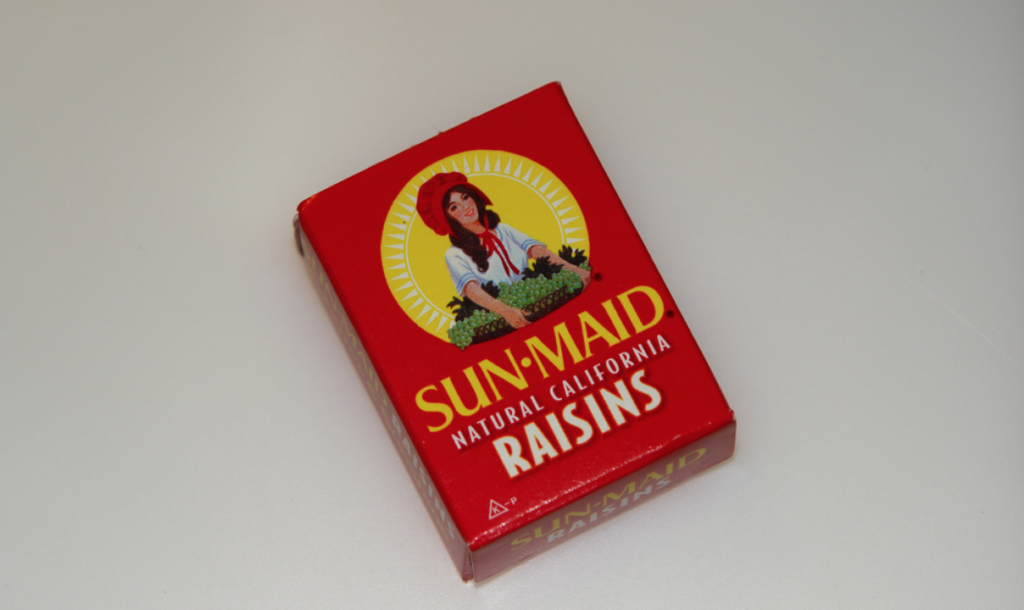 SUN·MAID®
NATURAL CALIFORNIA
RAISINS
K-P
SUN-MAID
RAISINS